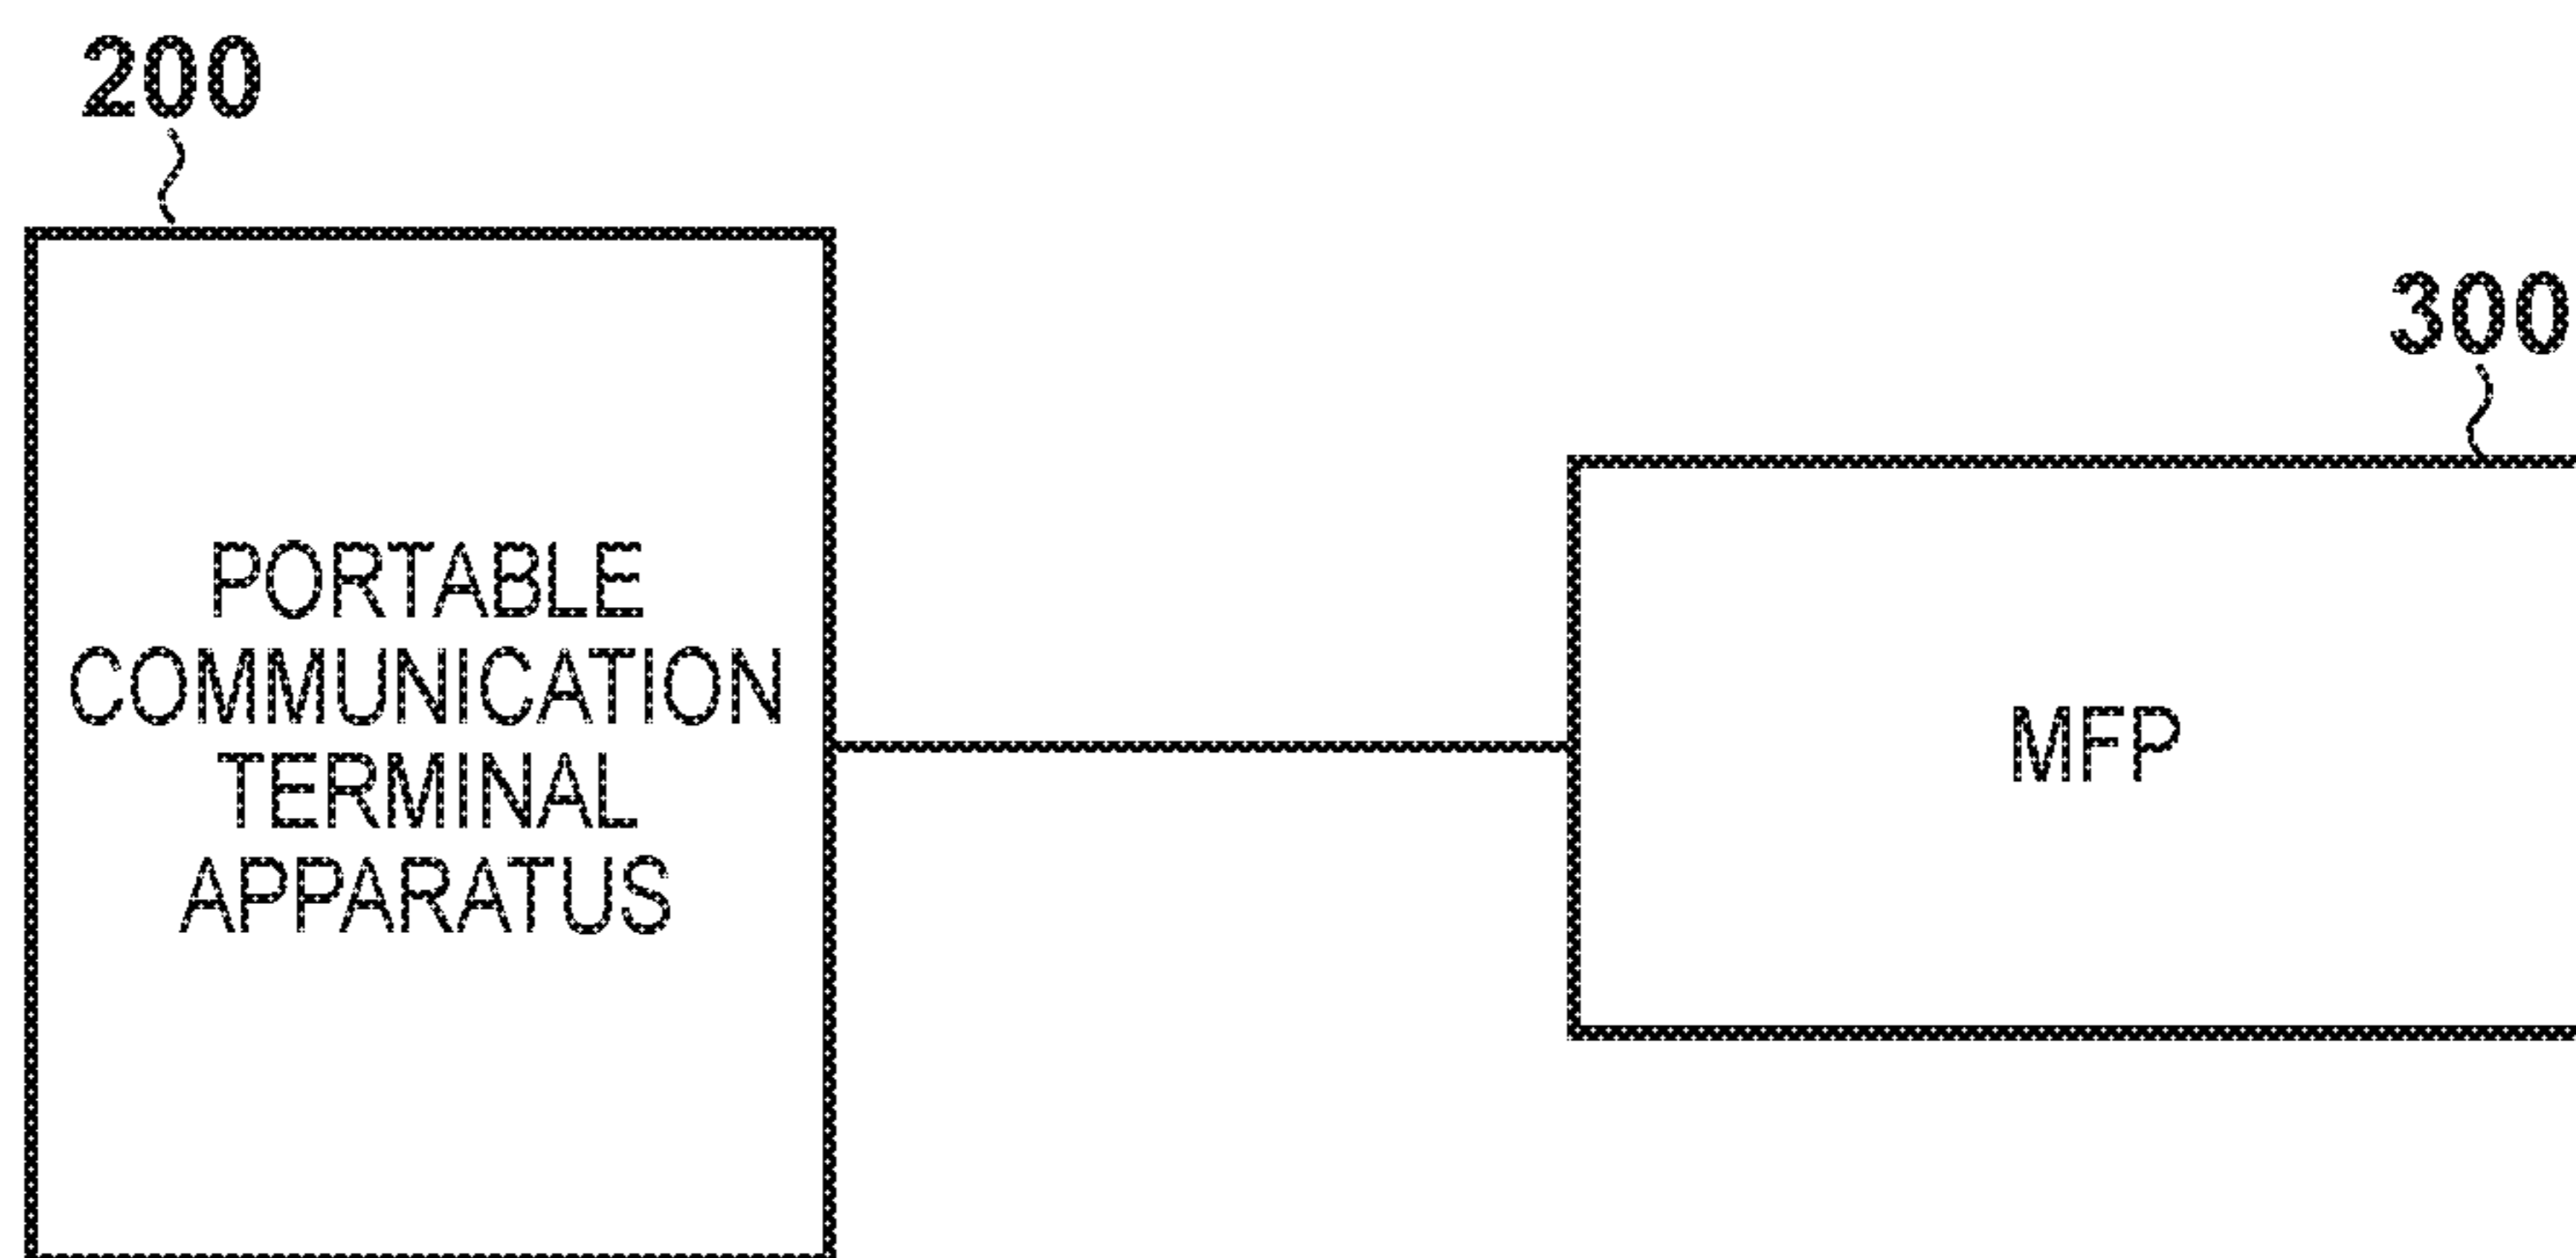 200
300
PORTABLE
COMMUNICATION
TERMINAL
APPARATUS
MFP